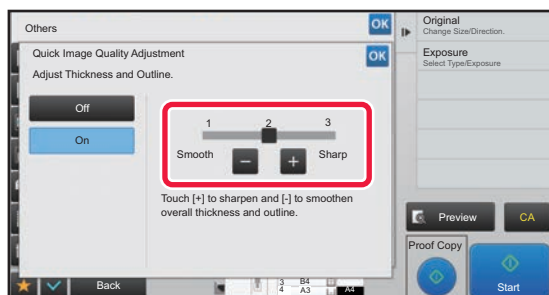 Others
OK
Quick Image Quality Adjustment
OK
Adjust Thickness and Outline.
Off
On
1 2 3
Smooth - + Sharp
Touch [+] to sharpen and [-] to smoothen
overall thickness and outline.
Back
3 B4
4 A3
A4
Original
Change Size/Direction.
Exposure
Select Type/Exposure
Preview
CA
Proof Copy
Start